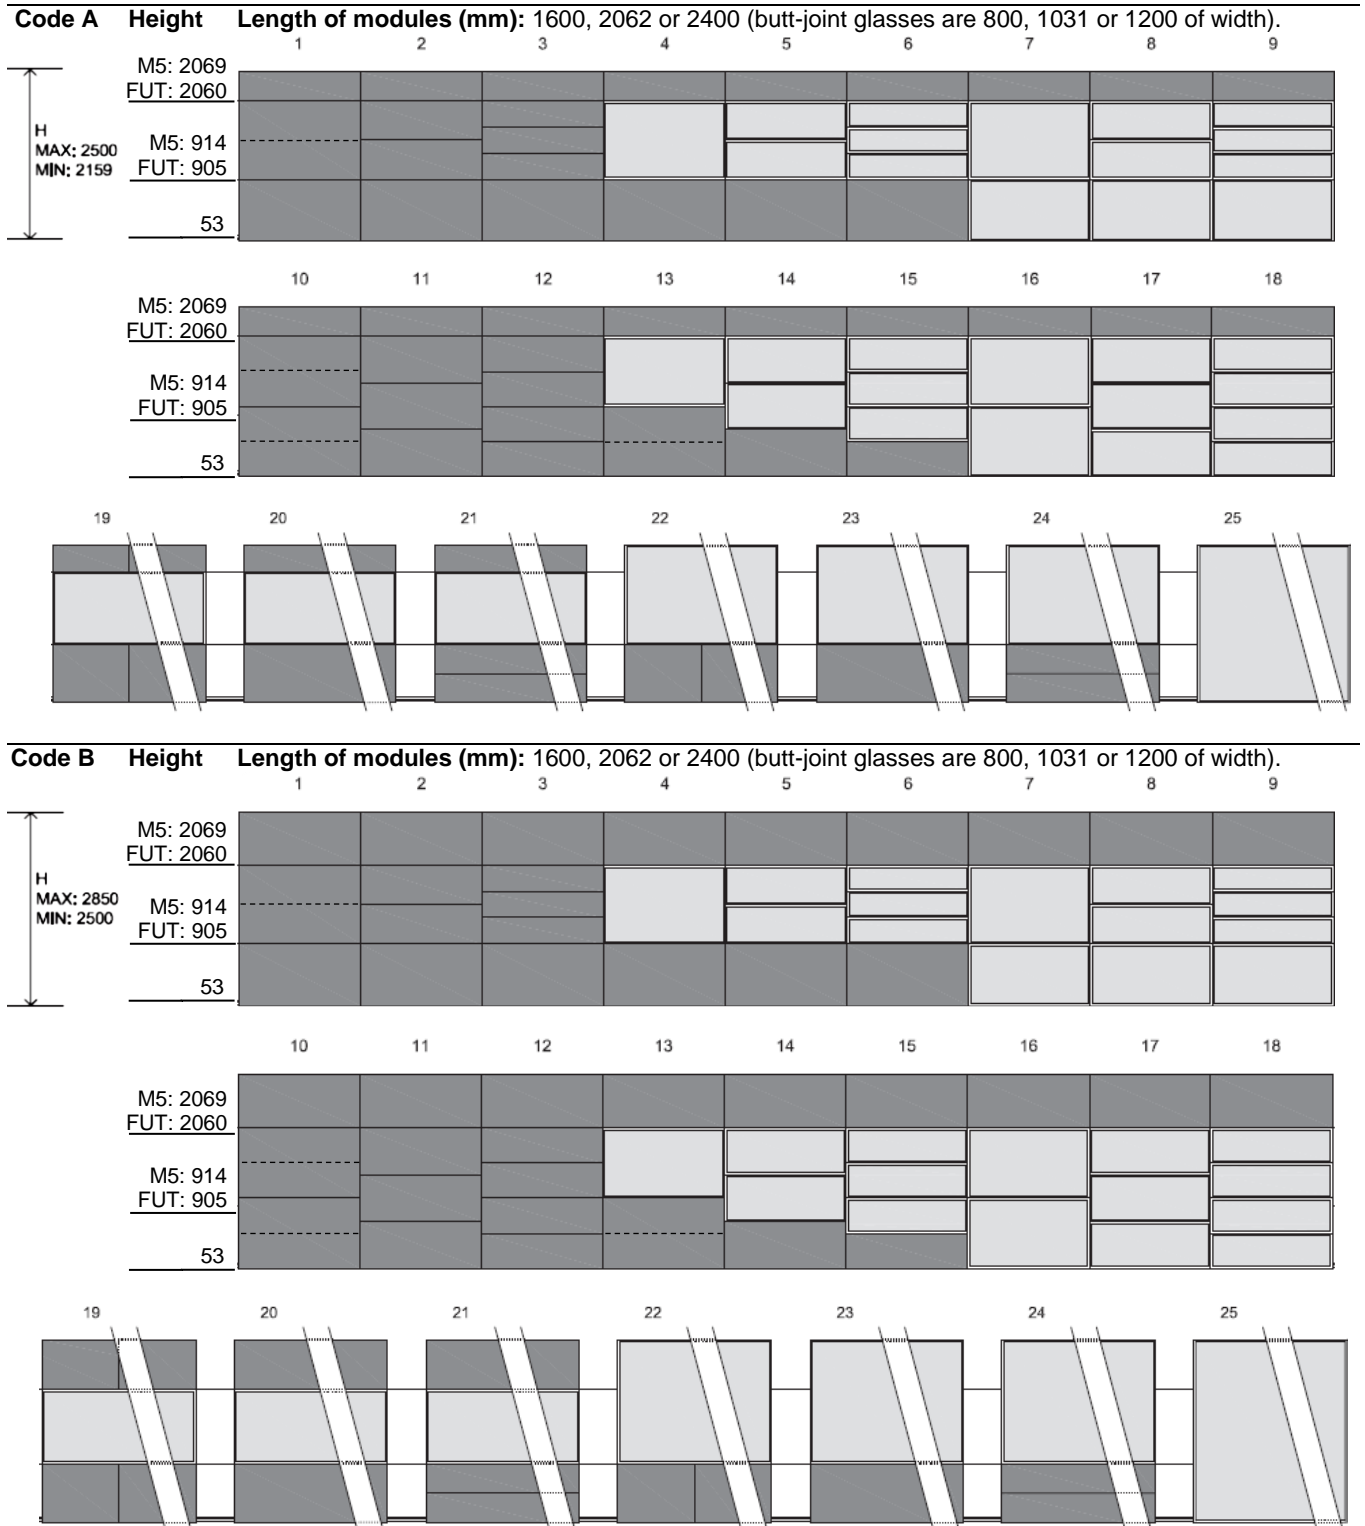 Code A Height Length of modules (mm): 1600, 2062 or 2400 (butt-joint glasses are 800, 1031 or 1200 of width).
1 2 3 4 5 6 7 8 9
M5: 2069
FUT: 2060
H
MAX: 2500
MIN: 2159
M5: 914
FUT: 905
53
10 11 12 13 14 15 16 17 18
M5: 2069
FUT: 2060
M5: 914
FUT: 905
53
19 20 21 22 23 24 25
Code B Height Length of modules (mm): 1600, 2062 or 2400 (butt-joint glasses are 800, 1031 or 1200 of width).
1 2 3 4 5 6 7 8 9
M5: 2069
FUT: 2060
H
MAX: 2850
MIN: 2500
M5: 914
FUT: 905
53
10 11 12 13 14 15 16 17 18
M5: 2069
FUT: 2060
M5: 914
FUT: 905
53
19 20 21 22 23 24 25